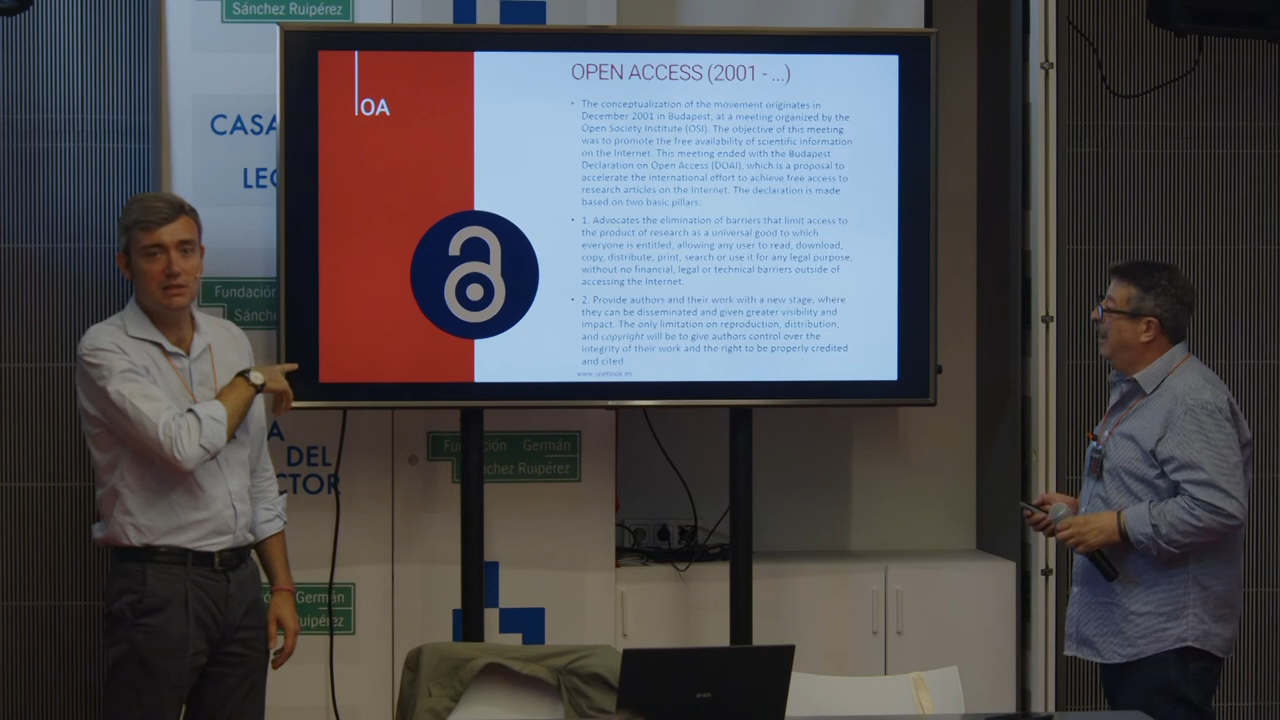 Sánchez Ruipérez
CASA
LEC
Fundación
Sánche
OA
OPEN ACCESS (2001 - ...)
• The conceptualization of the movement originates in
December 2001 in Budapest, at a meeting organized by the
Open Society Institute (OSI). The objective of this meeting
was to promote the free availability of scientific information
on the Internet. This meeting ended with the Budapest
Declaration on Open Access (DOAI), which is a proposal to
accelerate the international effort to achieve free access to
research articles on the Internet. The declaration is made
based on two basic pillars:
• 1. Advocates the elimination of barriers that limit access to
the product of research as a universal good to which
everyone is entitled, allowing any user to read, download,
copy, distribute, print, search or use it for any legal purpose,
without no financial, legal or technical barriers outside of
accessing the Internet.
• 2. Provide authors and their work with a new stage, where
they can be disseminated and given greater visibility and
impact. The only limitation on reproduction, distribution,
and copyright will be to give authors control over the
integrity of their work and the right to be properly credited
and cited
www.unebook.es
A
DEL
CTOR
Fundación Germán
Sánchez Ruipérez
ón Germán
Ruipérez
gram